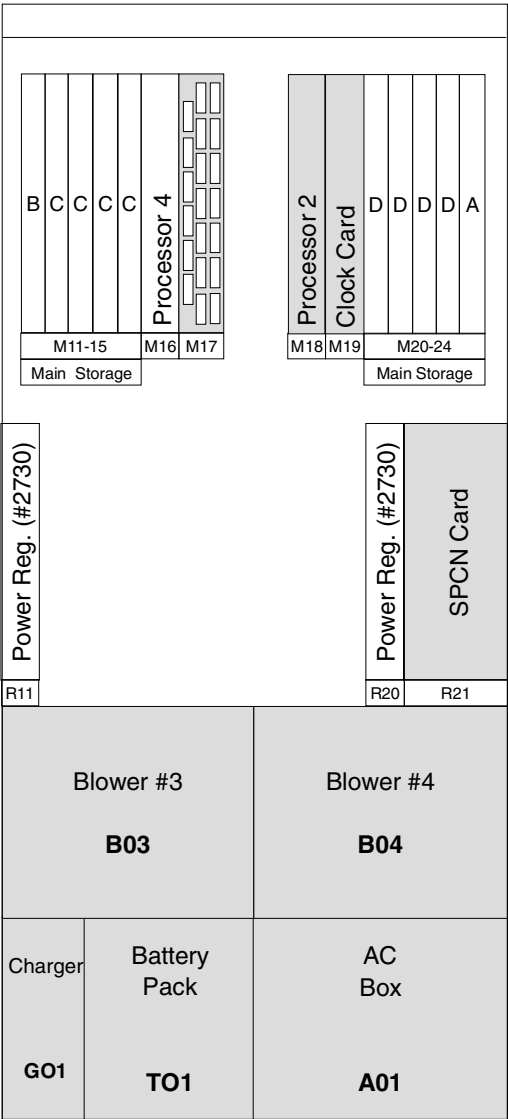 B C C C C Processor 4
Processor 2 Clock Card D D D D A
M11-15 M16 M17 M18 M19 M20-24
Main Storage Main Storage
Power Reg. (#2730) Power Reg. (#2730) SPCN Card
R11 R20 R21
Blower #3 Blower #4
B03 B04
Charger Battery AC
Pack Box
GO1 TO1 A01